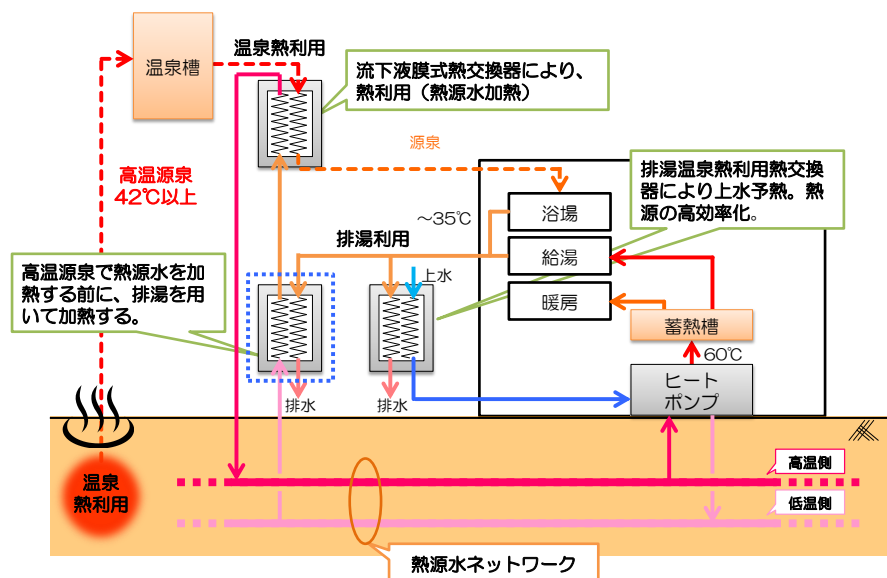 温泉槽
温泉熱利用
流下液膜式熱交換器により、
熱利用（熱源水加熱）
源泉
高温源泉
42℃以上
排湯温泉熱利用熱交換
器により上水予熱。熱
源の高効率化。
浴場
～35℃
排湯利用
給湯
上水
暖房
高温源泉で熱源水を加
熱する前に、排湯を用
いて加熱する。
蓄熱槽
60℃
ヒート
ポンプ
排水
排水
温泉
熱利用
高温側
低温側
熱源水ネットワーク